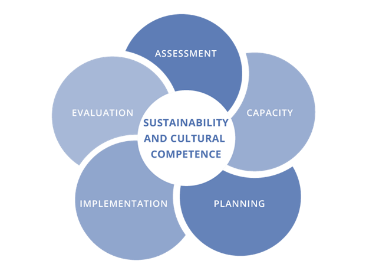 ASSESSMENT
CAPACITY
PLANNING
IMPLEMENTATION
EVALUATION
SUSTAINABILITY
AND CULTURAL
COMPETENCE